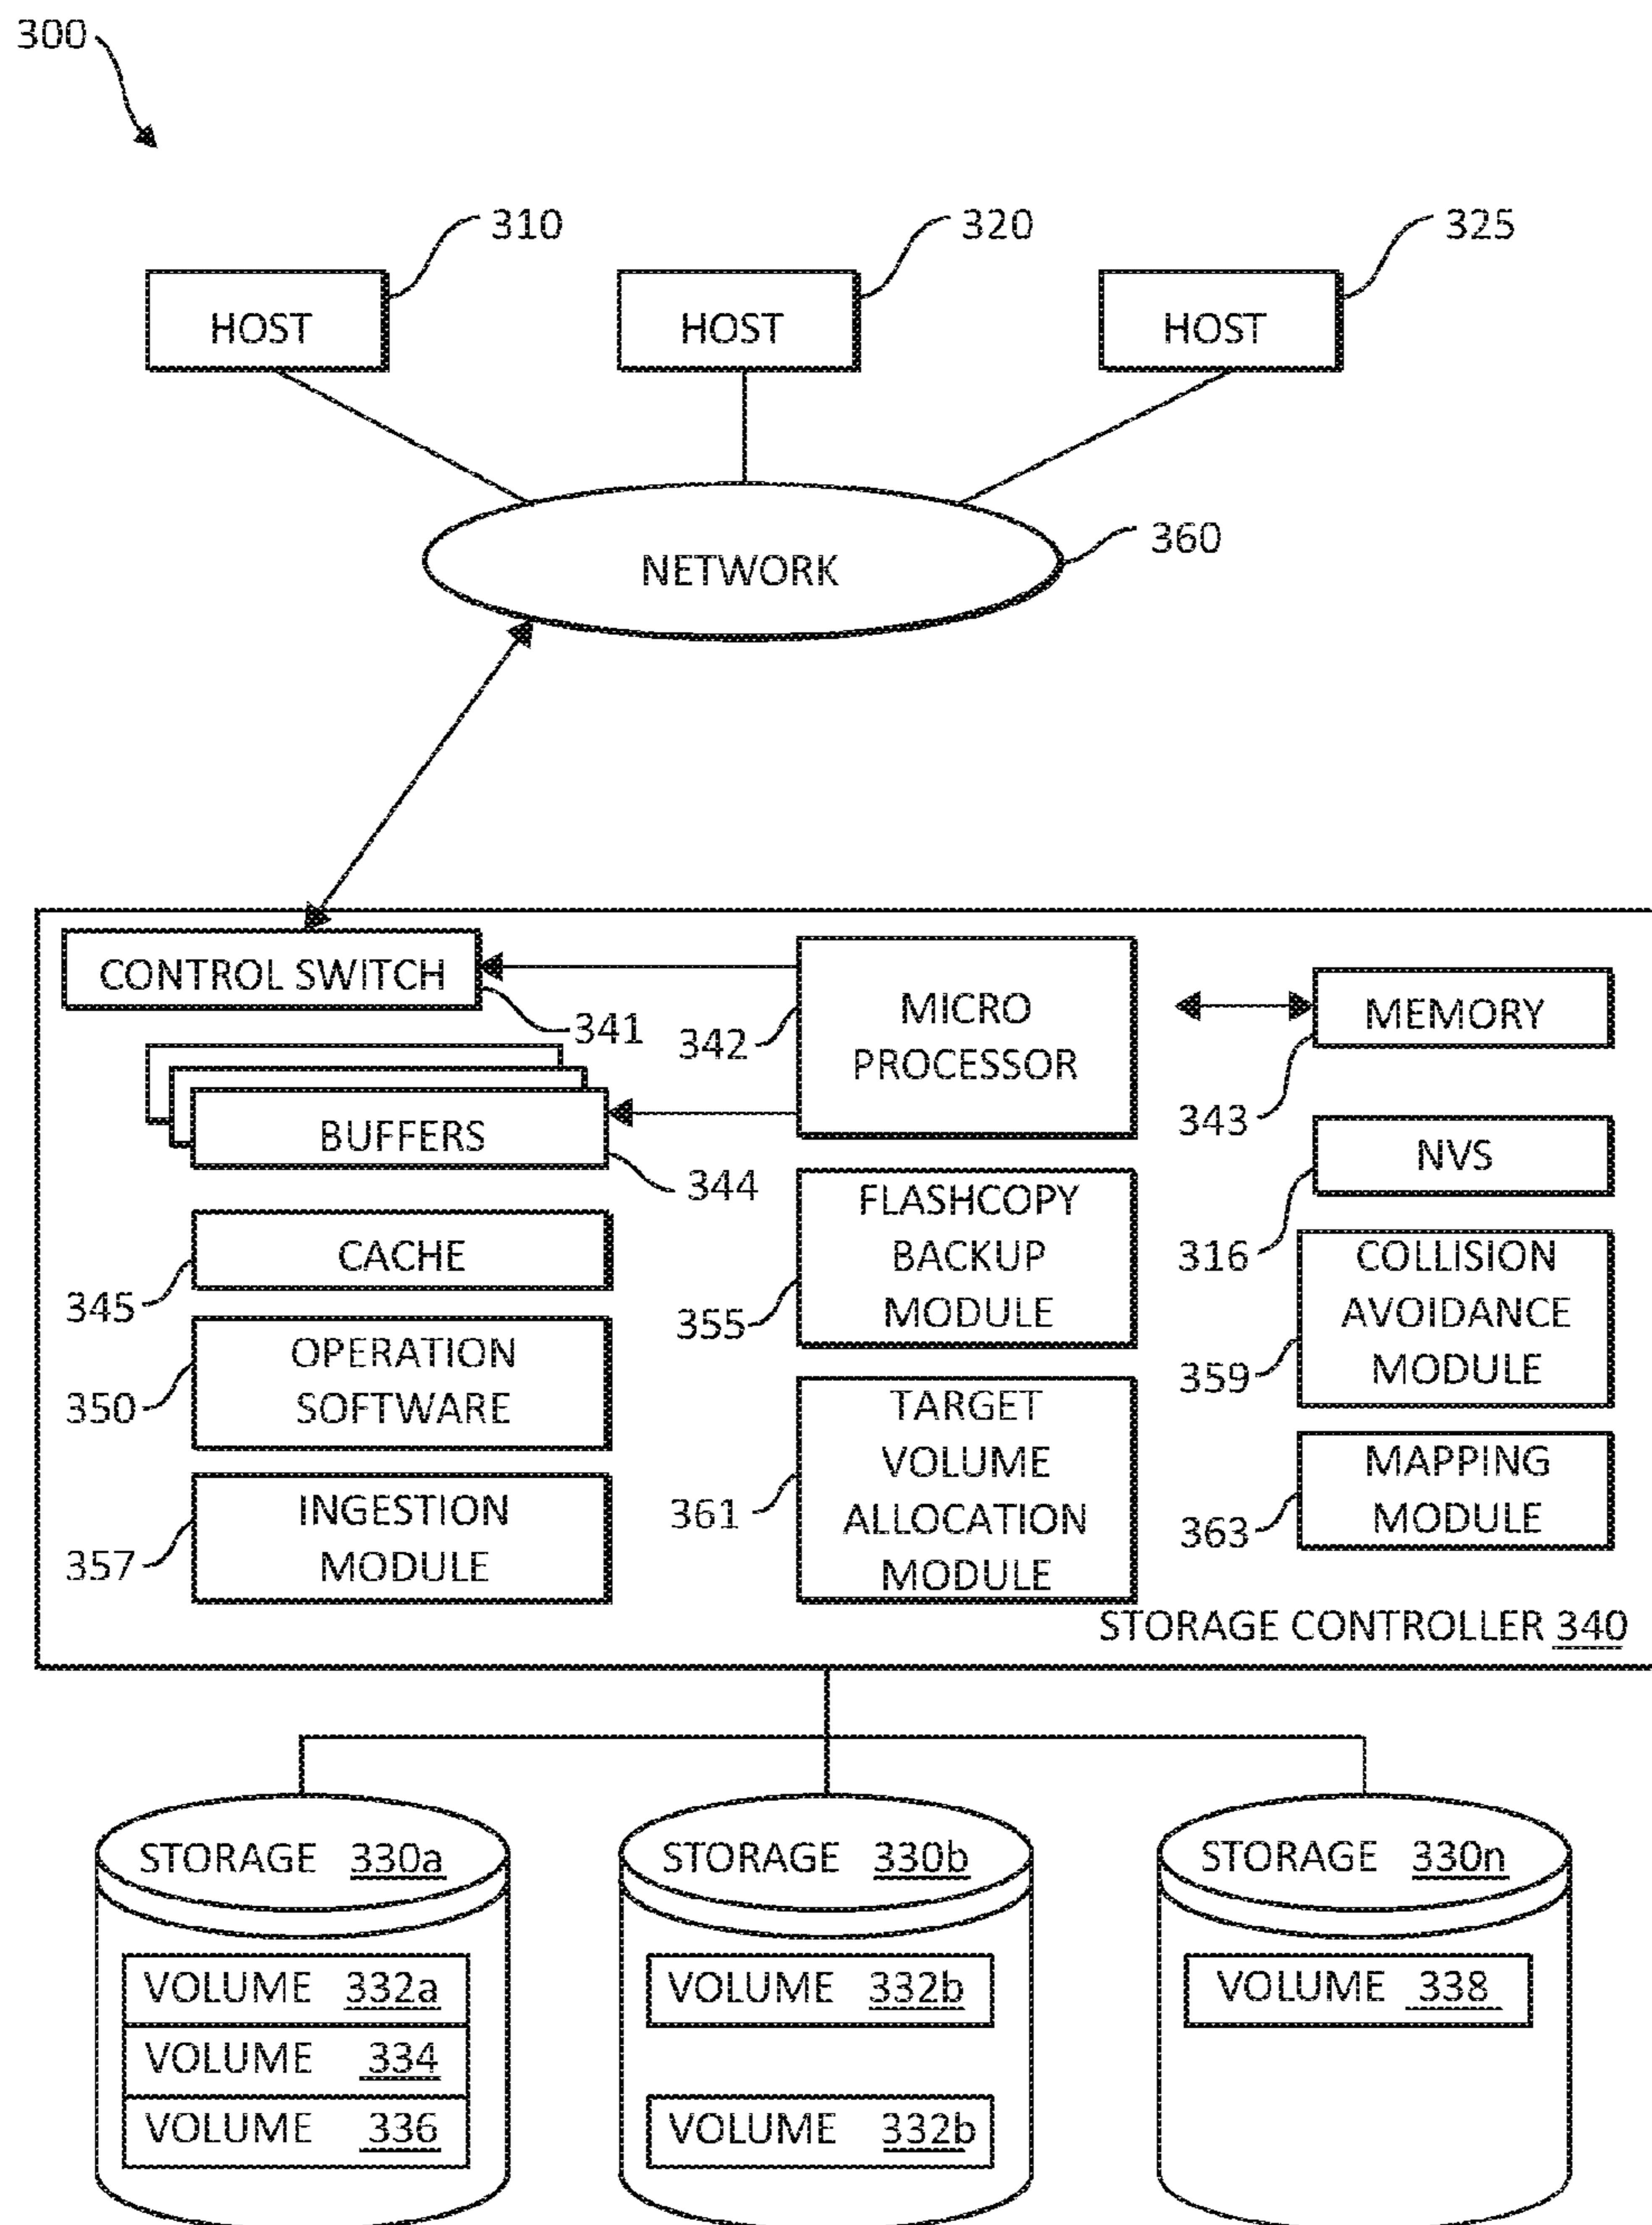 300
310
320
325
HOST
HOST
HOST
360
NETWORK
CONTROL SWITCH
341
342
MICRO
PROCESSOR
MEMORY
343
BUFFERS
344
NVS
316
CACHE
345
FLASHCOPY
BACKUP
MODULE
355
COLLISION
AVOIDANCE
MODULE
359
OPERATION
SOFTWARE
350
TARGET
VOLUME
ALLOCATION
MODULE
361
MAPPING
MODULE
363
INGESTION
MODULE
357
STORAGE CONTROLLER 340
STORAGE 330a
VOLUME 332a
VOLUME 334
VOLUME 336
STORAGE 330b
VOLUME 332b
VOLUME 332b
STORAGE 330n
VOLUME 338